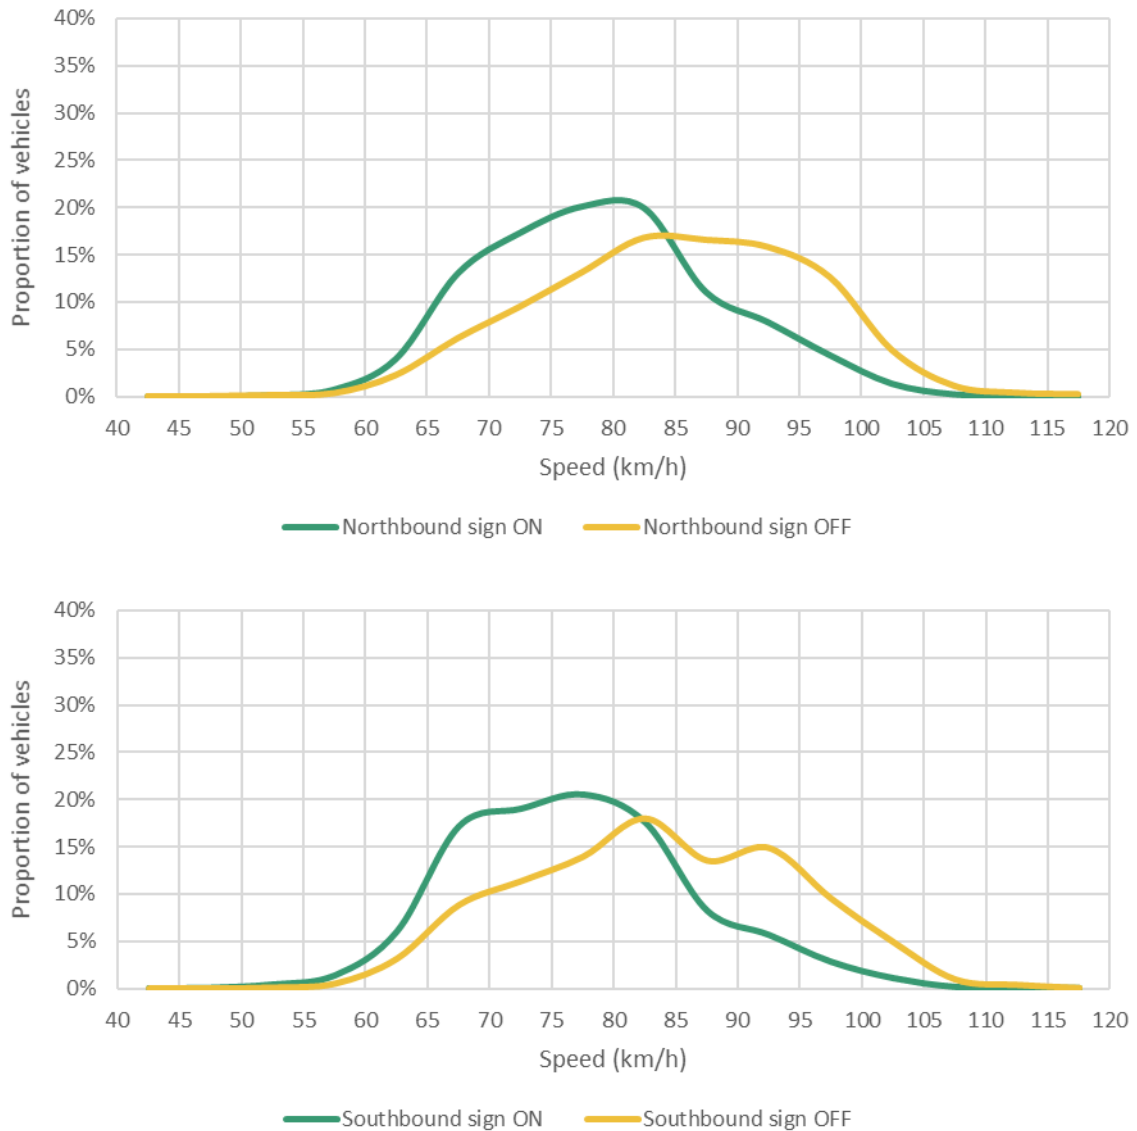 40%
35%
30%
25%
20%
15%
10%
5%
0%
Proportion of vehicles
40 45 50 55 60 65 70 75 80 85 90 95 100 105 110 115 120
Speed (km/h)
Northbound sign ON Northbound sign OFF
40%
35%
30%
25%
20%
15%
10%
5%
0%
Proportion of vehicles
40 45 50 55 60 65 70 75 80 85 90 95 100 105 110 115 120
Speed (km/h)
Southbound sign ON Southbound sign OFF